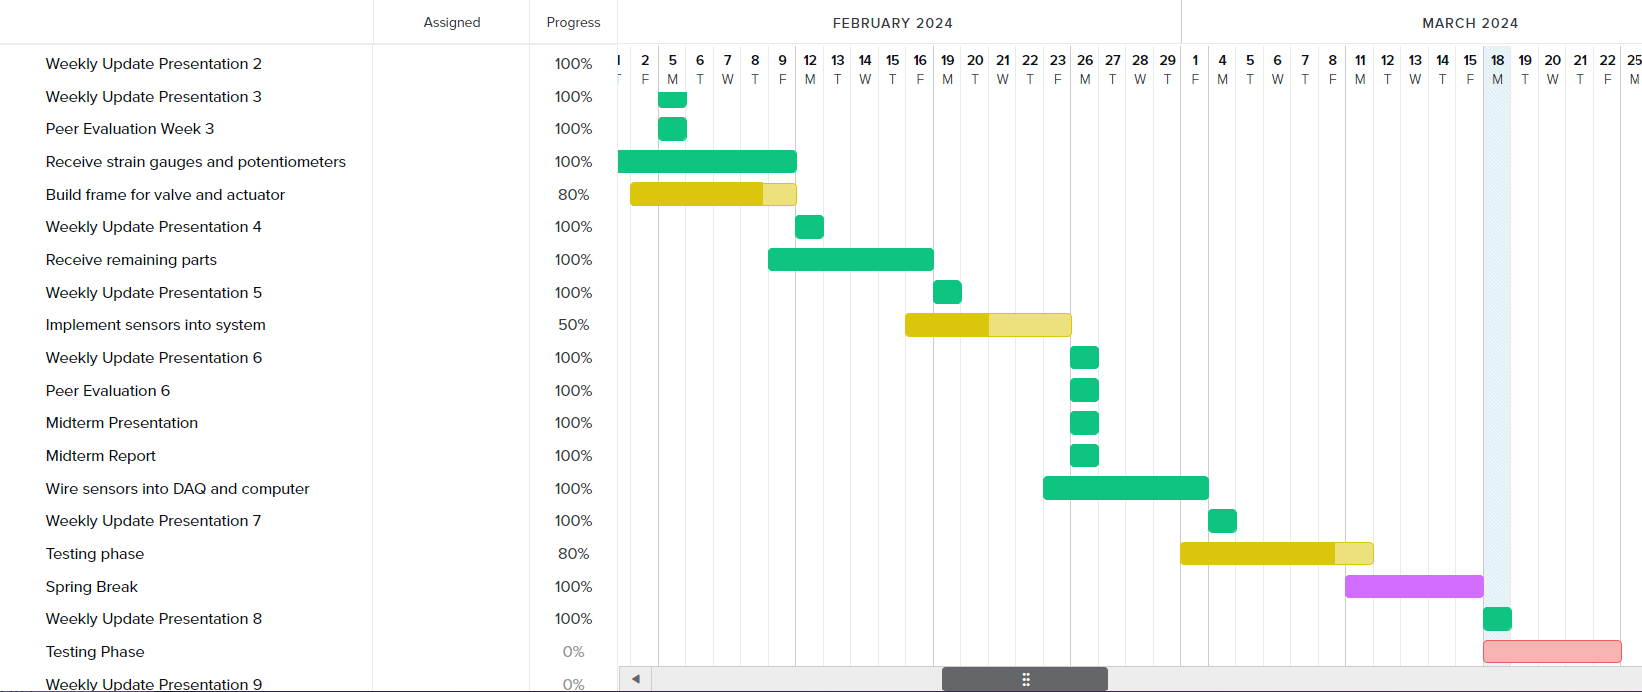 Assigned Progress FEBRUARY 2024 MARCH 2024
2 5 6 7 8 9 12 13 14 15 16 19 20 21 22 23 26 27 28 29 1 4 5 6 7 8 11 12 13 14 15 18 19 20 21 22 25
T F M T W T F M T W T F M T W T F M T W T F M T W T F M T W T F M T W T F M
Weekly Update Presentation 2 100%
Weekly Update Presentation 3 100%
Peer Evaluation Week 3 100%
Receive strain gauges and potentiometers 100%
Build frame for valve and actuator 80%
Weekly Update Presentation 4 100%
Receive remaining parts 100%
Weekly Update Presentation 5 100%
Implement sensors into system 50%
Weekly Update Presentation 6 100%
Peer Evaluation 6 100%
Midterm Presentation 100%
Midterm Report 100%
Wire sensors into DAQ and computer 100%
Weekly Update Presentation 7 100%
Testing phase 80%
Spring Break 100%
Weekly Update Presentation 8 100%
Testing Phase 0%
Weekly Update Presentation 9 0%